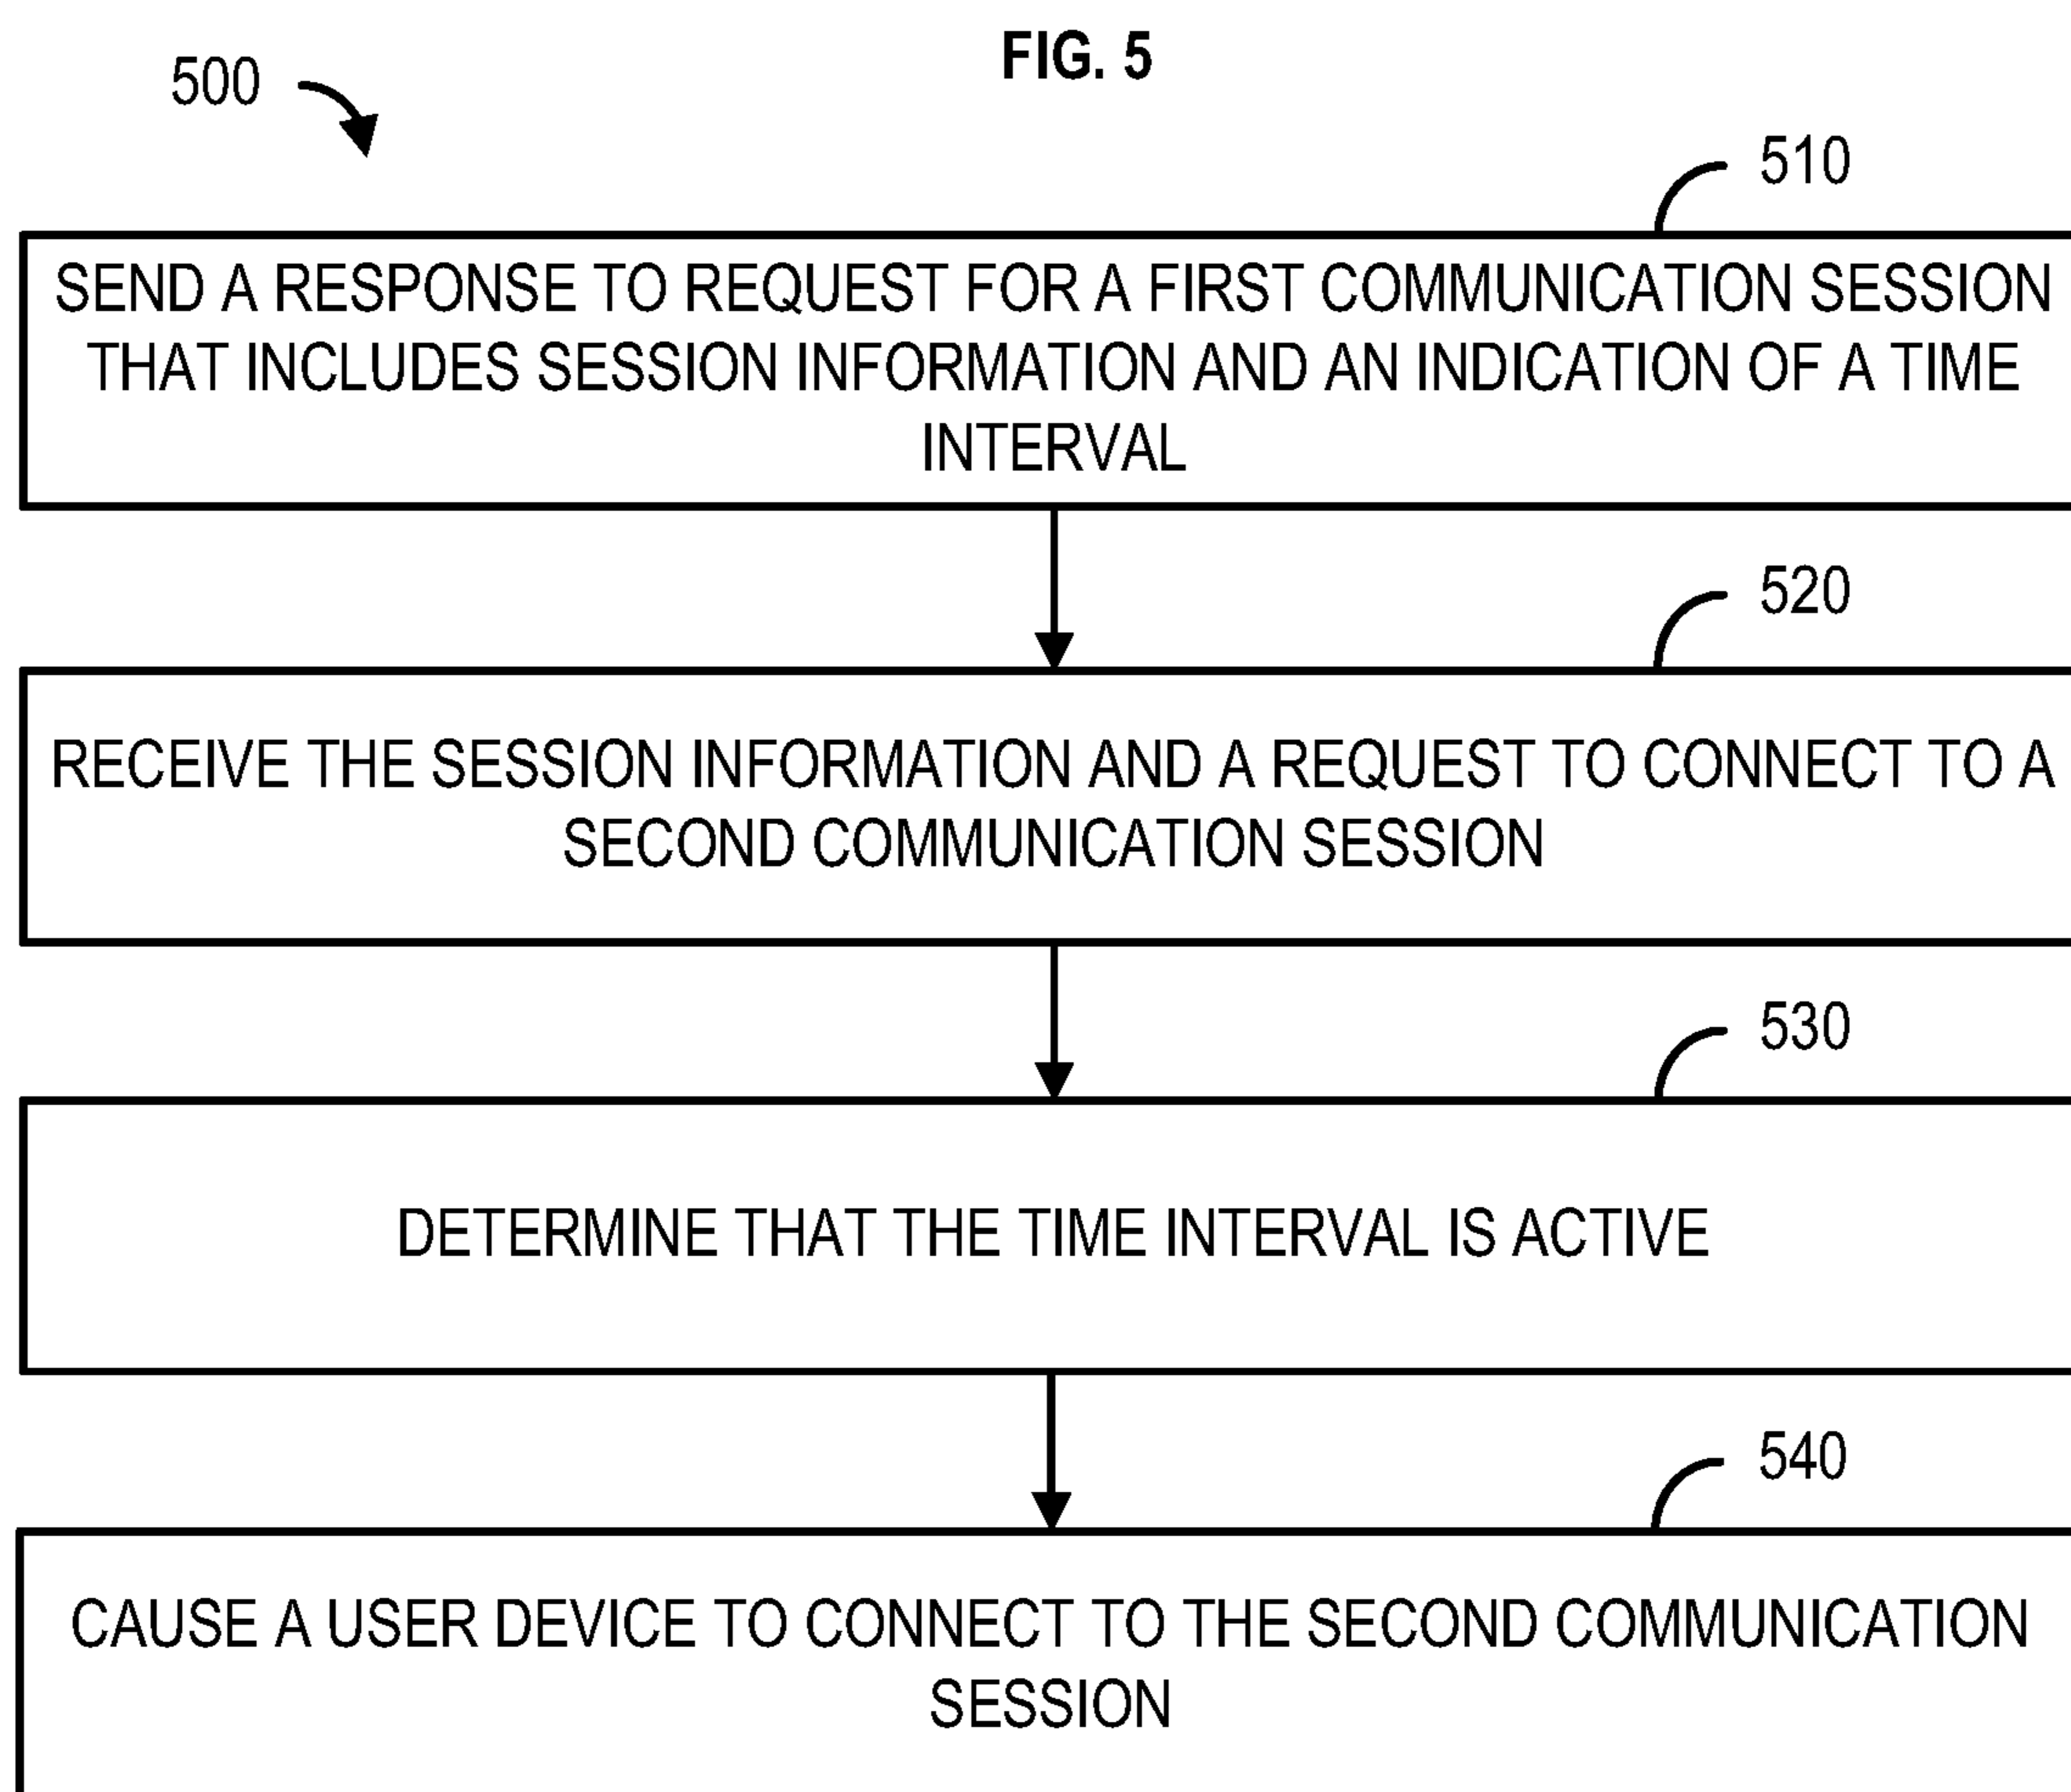 FIG. 5
500
510
SEND A RESPONSE TO REQUEST FOR A FIRST COMMUNICATION SESSION
THAT INCLUDES SESSION INFORMATION AND AN INDICATION OF A TIME
INTERVAL
520
RECEIVE THE SESSION INFORMATION AND A REQUEST TO CONNECT TO A
SECOND COMMUNICATION SESSION
530
DETERMINE THAT THE TIME INTERVAL IS ACTIVE
540
CAUSE A USER DEVICE TO CONNECT TO THE SECOND COMMUNICATION
SESSION